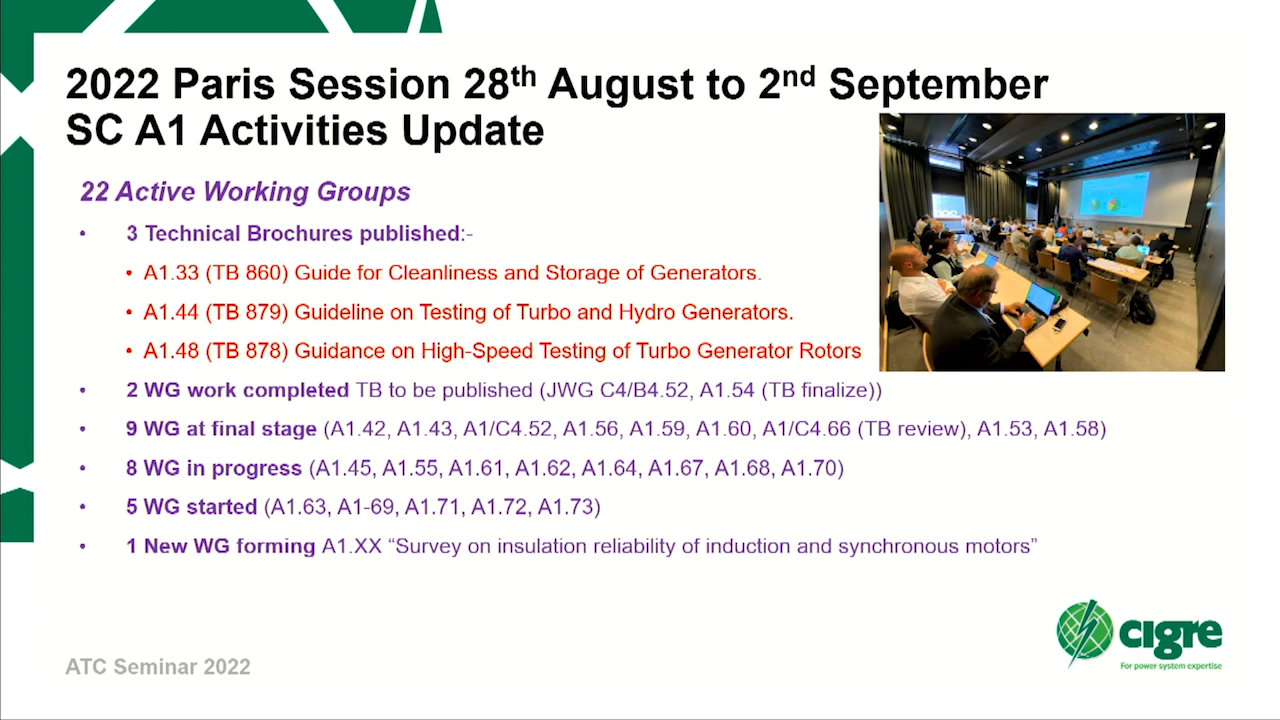 2022 Paris Session 28th August to 2nd September
SC A1 Activities Update
22 Active Working Groups
• 3 Technical Brochures published:-
• A1.33 (TB 860) Guide for Cleanliness and Storage of Generators.
• A1.44 (TB 879) Guideline on Testing of Turbo and Hydro Generators.
• A1.48 (TB 878) Guidance on High-Speed Testing of Turbo Generator Rotors
• 2 WG work completed TB to be published (JWG C4/B4.52, A1.54 (TB finalize))
• 9 WG at final stage (A1.42, A1.43, A1/C4.52, A1.56, A1.59, A1.60, A1/C4.66 (TB review), A1.53, A1.58)
• 8 WG in progress (A1.45, A1.55, A1.61, A1.62, A1.64, A1.67, A1.68, A1.70)
• 5 WG started (A1.63, A1-69, A1.71, A1.72, A1.73)
• 1 New WG forming A1.XX “Survey on insulation reliability of induction and synchronous motors”
cigre
For power system expertise
ATC Seminar 2022